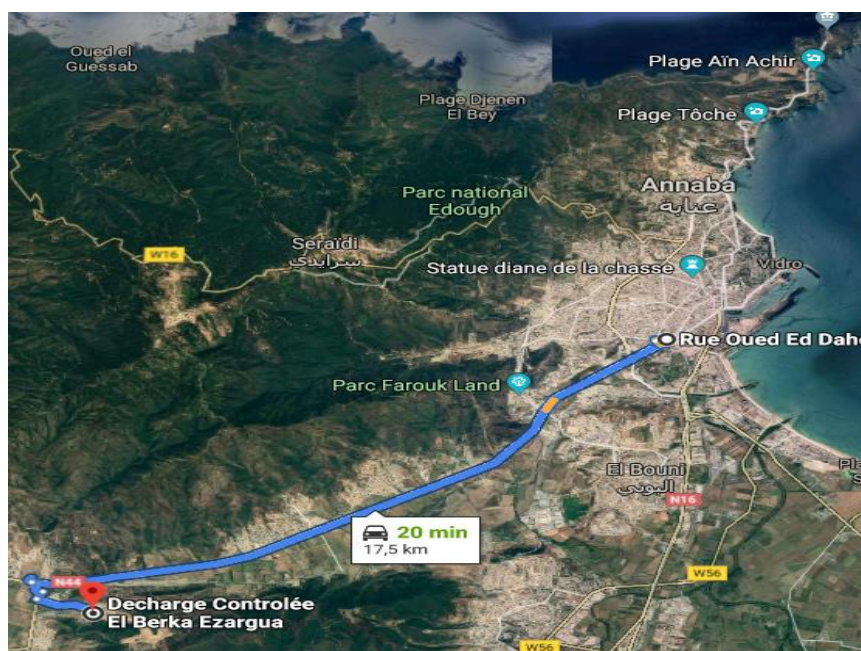 Oued el
Guessab
Plage Aïn Achir
Plage Djenen
El Bey
Plage Tôche
Annaba
عنابة
Parc national
Edough
W16
Seraïdi
سرايدي
Statue diane de la chasse
Vidro
Rue Oued Ed Dahe
Parc Farouk Land
El Bouni
البوني
N16
20 min
17,5 km
W56
N44
Decharge Controlée
El Berka Ezargua
W56